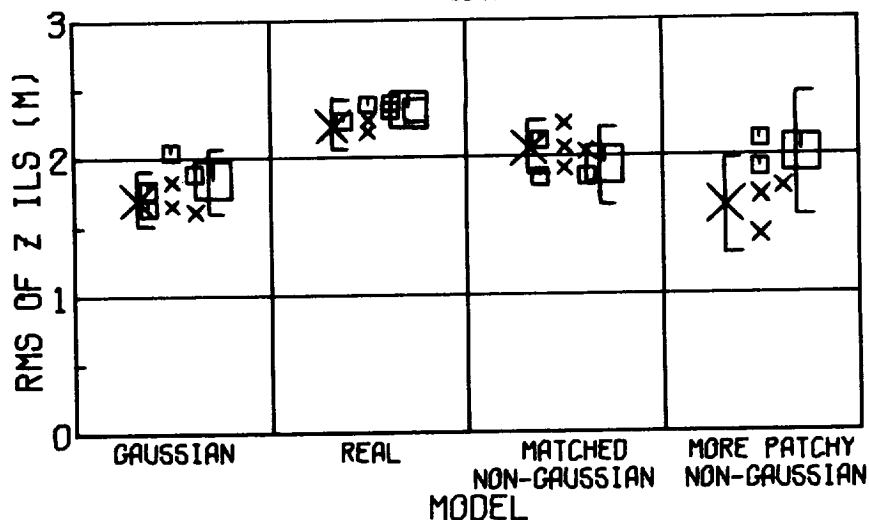 3
2
1
0
RMS OF Z ILS (M)
GAUSSIAN
REAL
MATCHED
NON-GAUSSIAN
MORE PATCHY
NON-GAUSSIAN
MODEL